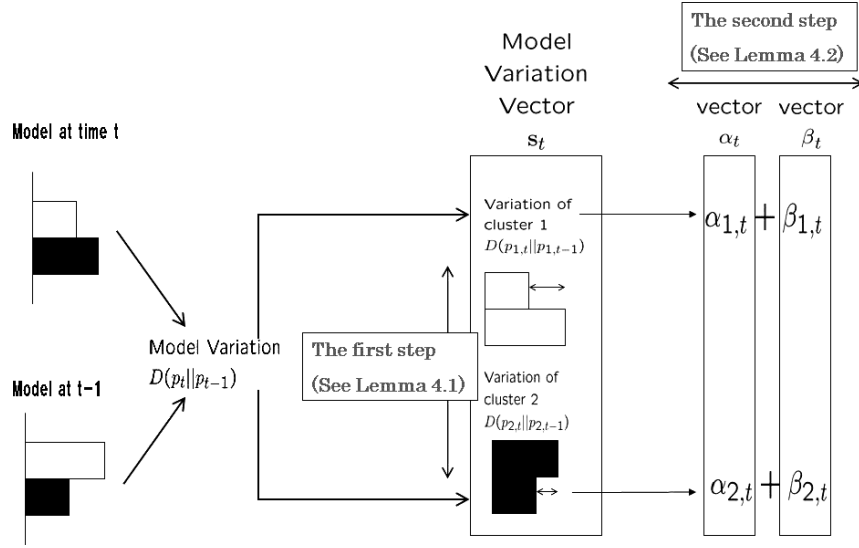 Model at time t
Model at t-1
Model Variation
D(p_t||p_{t-1})
The first step
(See Lemma 4.1)
Model
Variation
Vector
s_t
Variation of
cluster 1
D(p_{1,t}||p_{1,t-1})
Variation of
cluster 2
D(p_{2,t}||p_{2,t-1})
The second step
(See Lemma 4.2)
vector vector
α_t β_t
α_{1,t} + β_{1,t}
α_{2,t} + β_{2,t}